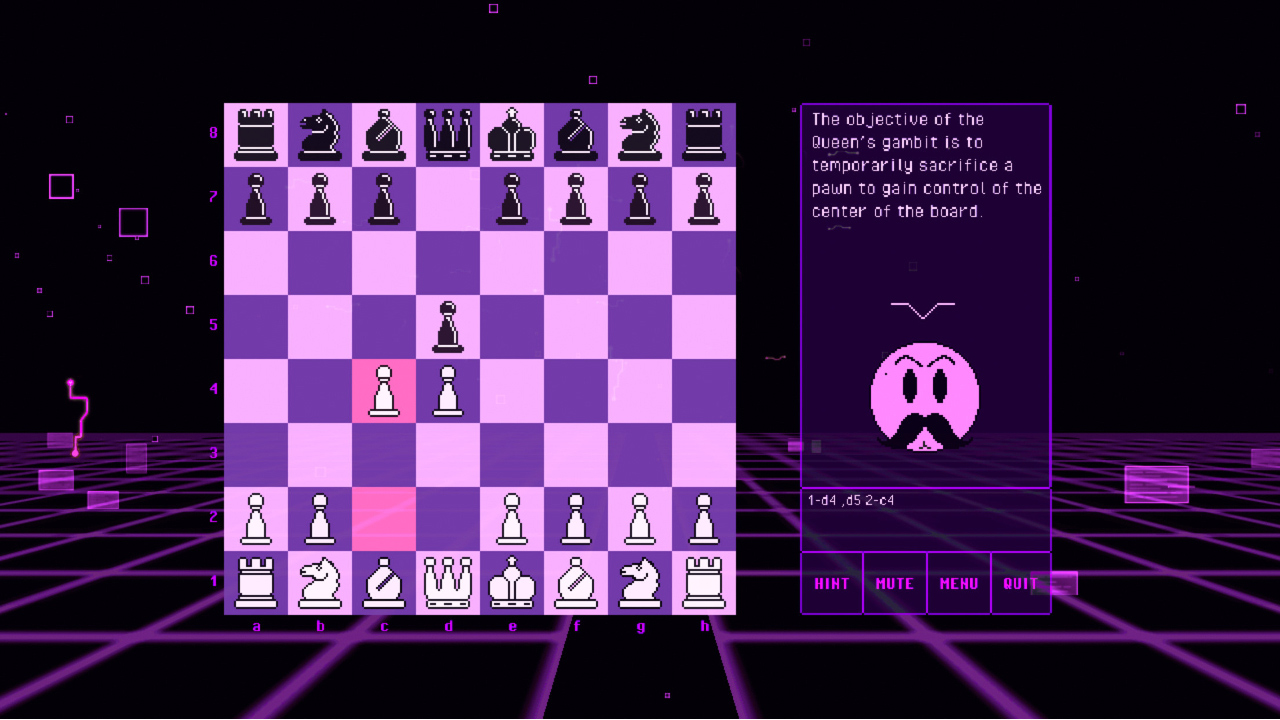 The objective of the
Queen's gambit is to
temporarily sacrifice a
pawn to gain control of the
center of the board.
8
7
6
5
4
3
2
1
a b c d e f g h
1-d4 ,d5 2-c4
HINT MUTE MENU QUIT